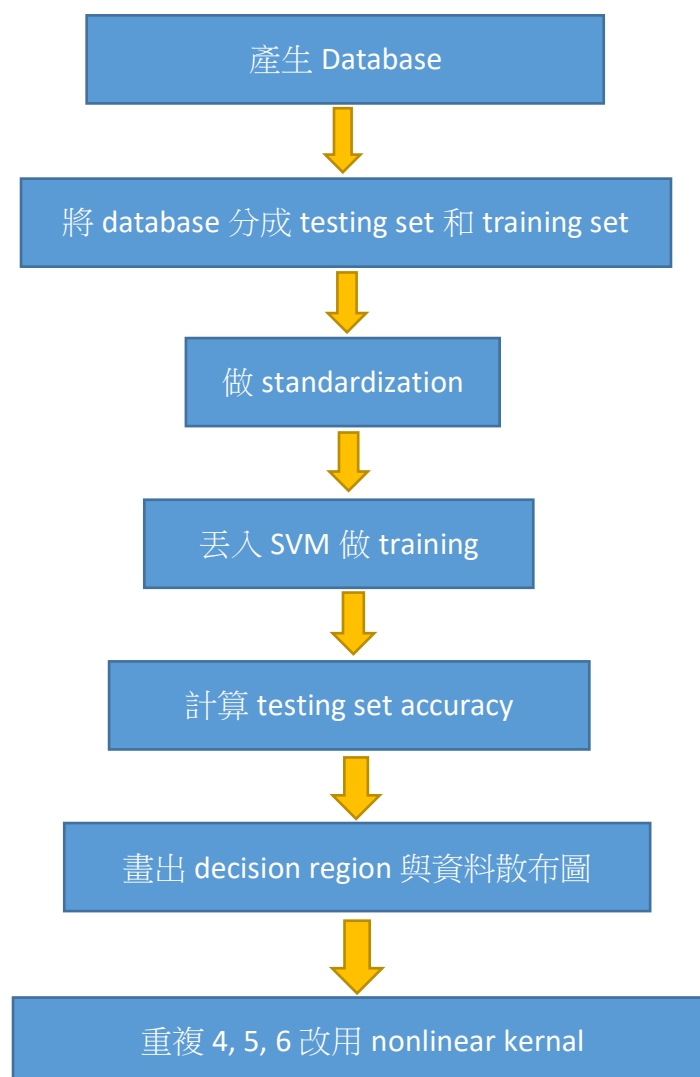 產生 Database
將 database 分成 testing set 和 training set
做 standardization
丟入 SVM 做 training
計算 testing set accuracy
畫出 decision region 與資料散布圖
重複 4, 5, 6 改用 nonlinear kernal